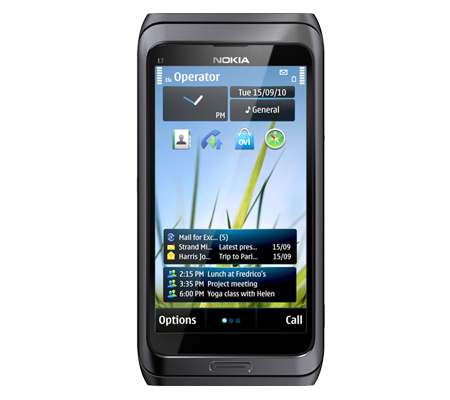 E7
NOKIA
Operator
Tue 15/09/10
PM
General
ovi
Mail for Exc... (5)
Strand Mi... Latest pres... 15/09
Harris Jo... Trip to Pari... 15/09
2:15 PM Lunch at Fredrico's
3:35 PM Project meeting
6:00 PM Yoga class with Helen
Options Call